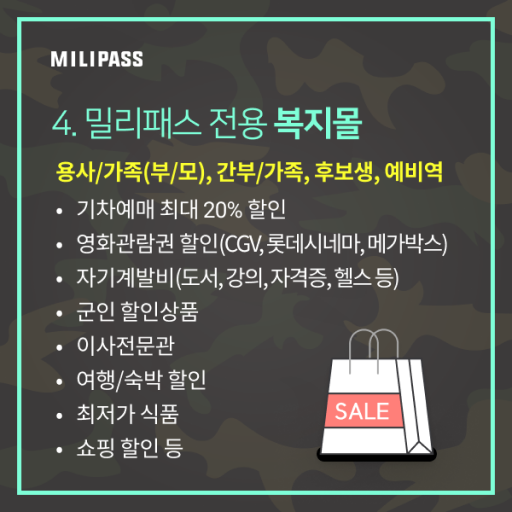 MILIPASS
4. 밀리패스 전용 복지몰
용사/가족(부/모), 간부/가족, 후보생, 예비역
• 기차예매 최대 20% 할인
• 영화관람권 할인(CGV, 롯데시네마, 메가박스)
• 자기계발비(도서, 강의, 자격증, 헬스 등)
• 군인 할인상품
• 이사전문관
• 여행/숙박 할인
• 최저가 식품
• 쇼핑 할인 등
SALE